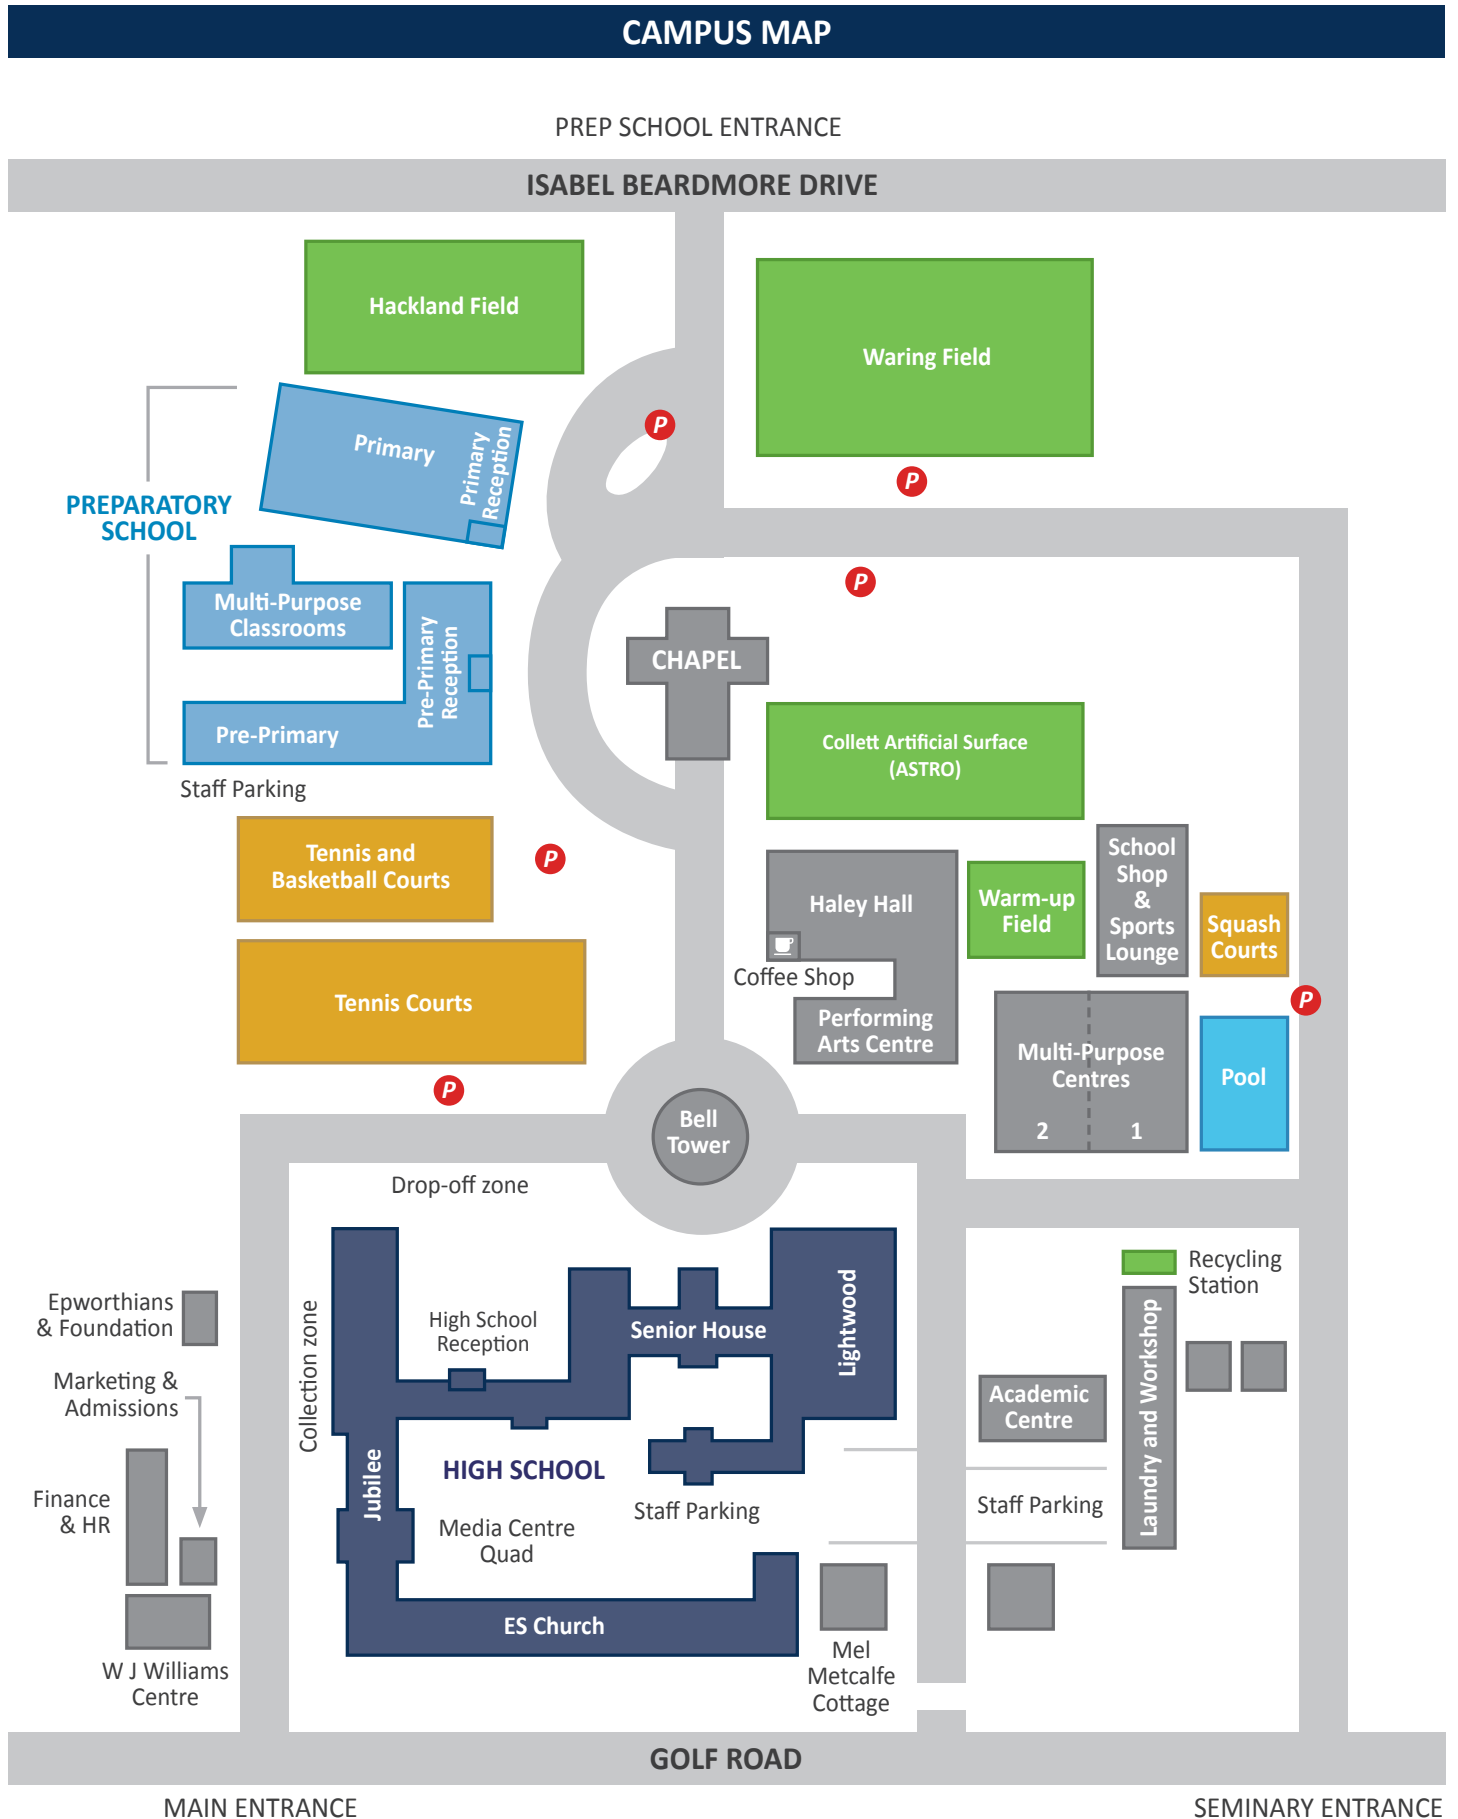 CAMPUS MAP
PREP SCHOOL ENTRANCE
ISABEL BEARDMORE DRIVE
Hackland Field
Waring Field
P
P
Primary
Primary
Reception
PREPARATORY
SCHOOL
P
Multi-Purpose
Classrooms
Pre-Primary
Reception
Pre-Primary
CHAPEL
Collett Artificial Surface
(ASTRO)
Staff Parking
Tennis and
Basketball Courts
P
Haley Hall
Warm-up
Field
School
Shop
&
Sports
Lounge
Squash
Courts
Coffee Shop
Tennis Courts
P
Performing
Arts Centre
Multi-Purpose
Centres
2
1
Pool
P
Bell
Tower
Drop-off zone
Collection zone
High School
Reception
Senior House
Lightwood
Recycling
Station
Epworthians
& Foundation
Marketing &
Admissions
Academic
Centre
Laundry and Workshop
Jubilee
HIGH SCHOOL
Finance
& HR
Media Centre
Quad
Staff Parking
Staff Parking
ES Church
W J Williams
Centre
Mel
Metcalfe
Cottage
GOLF ROAD
MAIN ENTRANCE
SEMINARY ENTRANCE